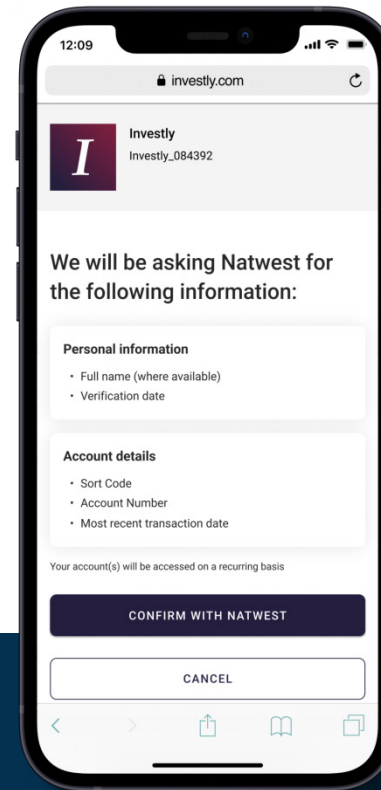 12:09
investly.com
I
Investly
Investly_084392
We will be asking Natwest for
the following information:
Personal information
• Full name (where available)
• Verification date
Account details
• Sort Code
• Account Number
• Most recent transaction date
Your account(s) will be accessed on a recurring basis
CONFIRM WITH NATWEST
CANCEL